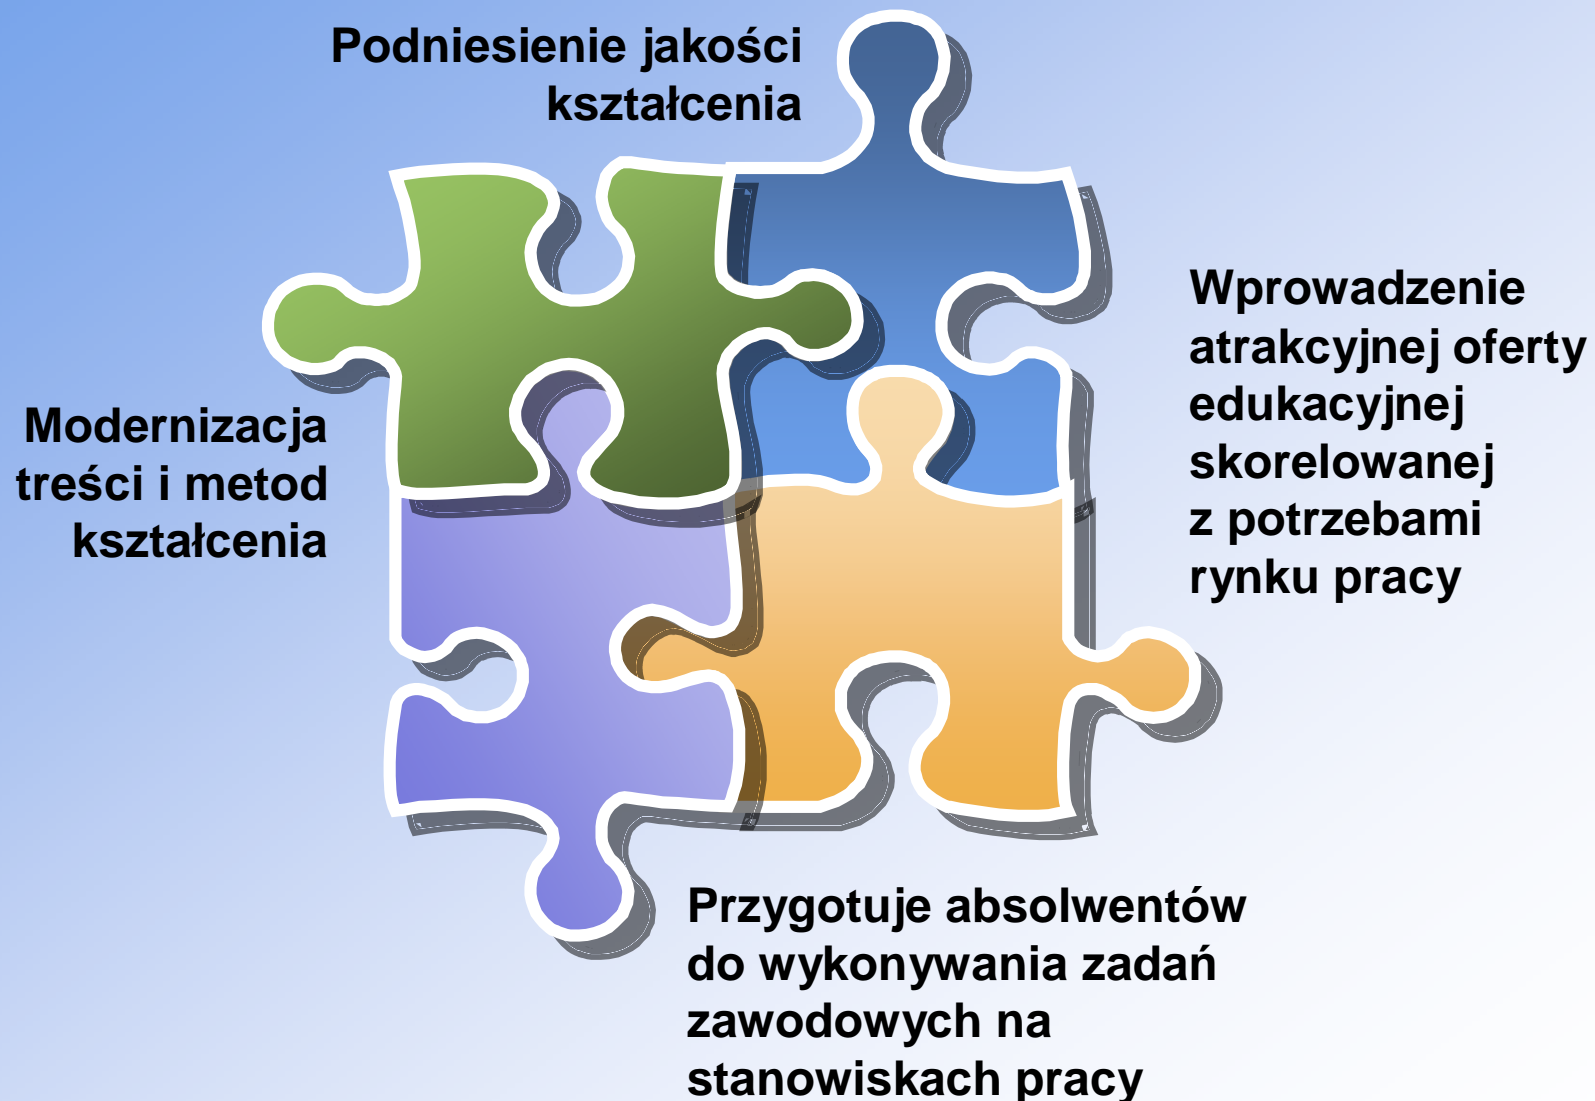 Podniesienie jakości
kształcenia
Wprowadzenie
atrakcyjnej oferty
edukacyjnej
skorelowanej
z potrzebami
rynku pracy
Modernizacja
treści i metod
kształcenia
Przygotuje absolwentów
do wykonywania zadań
zawodowych na
stanowiskach pracy